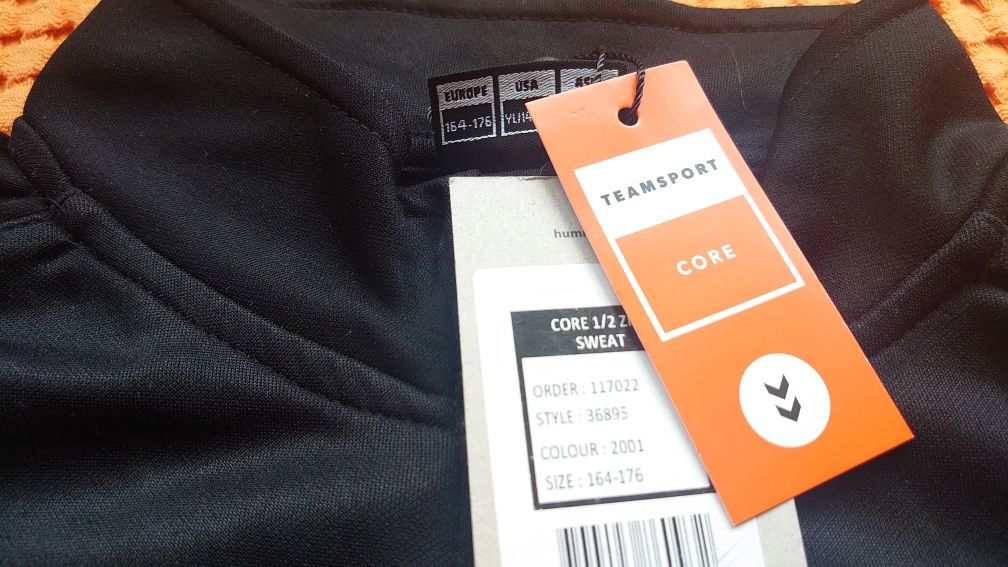 EUROPE USA
164-176
TEAMSPORT
CORE
CORE 1/2
SWEAT
ORDER : 117022
STYLE : 36895
COLOUR : 2001
SIZE : 164-176